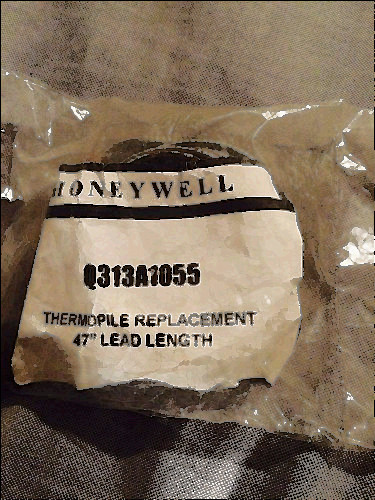 HONEYWELL
Q313A1055
THERMOPILE REPLACEMENT
47" LEAD LENGTH